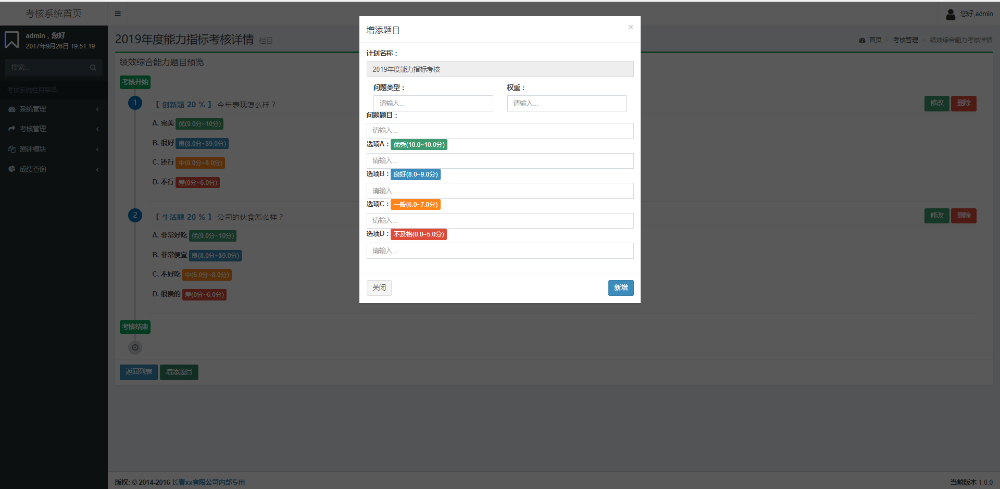 考核系统首页
您好,admin
admin，您好
2017年9月26日 19:51:19
搜索...
考核系统栏目菜单
系统管理
考核管理
测评模块
成绩查询
2019年度能力指标考核详情 栏目
首页 > 考核管理 > 绩效综合能力考核详情
绩效综合能力题目预览
考核开始
1 【 创新题 20 % 】 今年表现怎么样？ 修改 删除
A. 完美 优(9.0分~10分)
B. 很好 良(8.0分~$9.0分)
C. 还行 中(6.0分~8.0分)
D. 不行 差(0分~6.0分)
2 【 生活题 20 % 】 公司的伙食怎么样？ 修改 删除
A. 非常好吃 优(9.0分~10分)
B. 非常便宜 良(8.0分~$9.0分)
C. 不好吃 中(6.0分~8.0分)
D. 很贵的 差(0分~6.0分)
考核结束
返回列表 增添题目
增添题目 ×
计划名称：
2019年度能力指标考核
问题类型： 权重：
请输入... 请输入...
问题题目：
请输入...
选项A： 优秀(10.0~10.0分)
请输入...
选项B： 良好(8.0~9.0分)
请输入...
选项C： 一般(6.0~7.0分)
请输入...
选项D： 不及格(0.0~5.0分)
请输入...
关闭 新增
版权: © 2014-2016 长春xx有限公司内部专用
当前版本 1.0.0